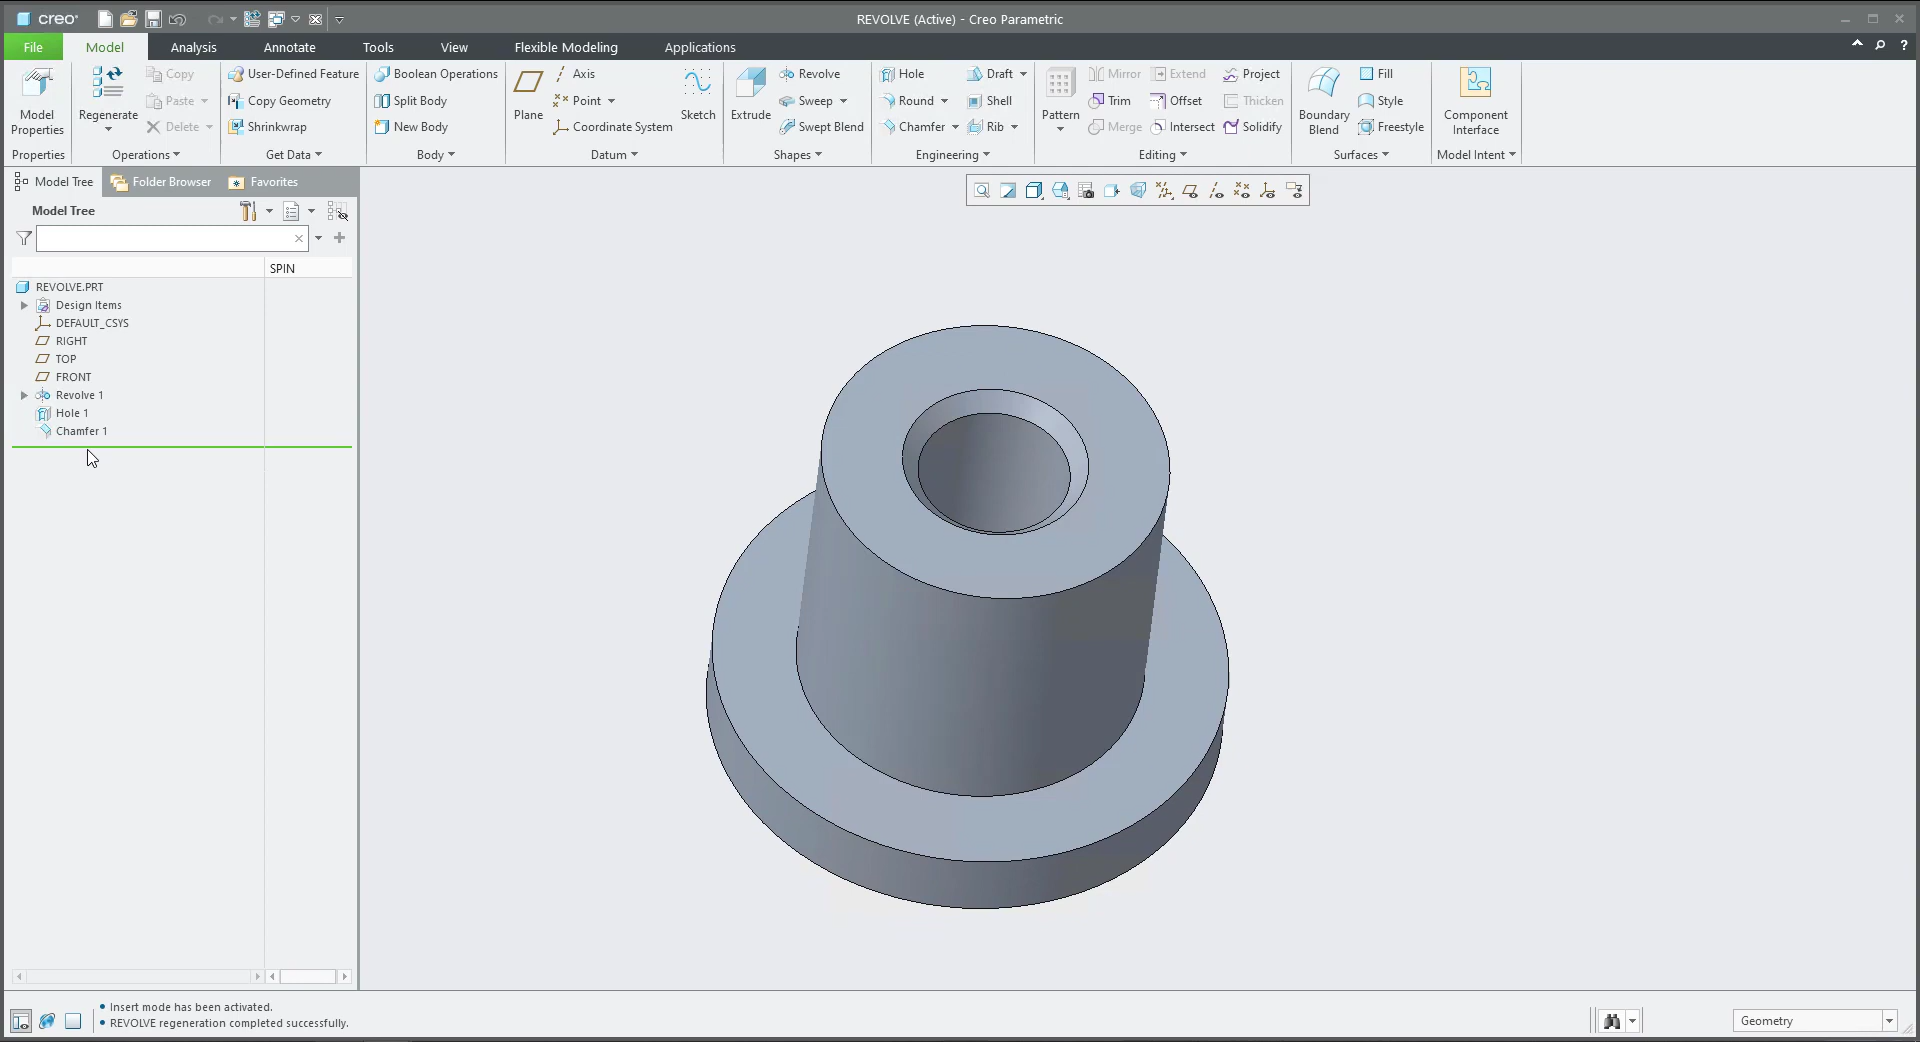 creo°
REVOLVE (Active) - Creo Parametric
File Model Analysis Annotate Tools View Flexible Modeling Applications
Model Properties
Properties
Regenerate
Copy
Paste
Delete
Operations
User-Defined Feature
Copy Geometry
Shrinkwrap
Get Data
Boolean Operations
Split Body
New Body
Body
Plane
Axis
Point
Coordinate System
Sketch
Datum
Extrude
Revolve
Sweep
Swept Blend
Shapes
Hole
Round
Chamfer
Draft
Shell
Rib
Engineering
Pattern
Mirror
Trim
Merge
Extend
Offset
Intersect
Project
Thicken
Solidify
Editing
Boundary Blend
Fill
Style
Freestyle
Surfaces
Component Interface
Model Intent
Model Tree Folder Browser Favorites
Model Tree
SPIN
REVOLVE.PRT
Design Items
DEFAULT_CSYS
RIGHT
TOP
FRONT
Revolve 1
Hole 1
Chamfer 1
• Insert mode has been activated.
• REVOLVE regeneration completed successfully.
Geometry